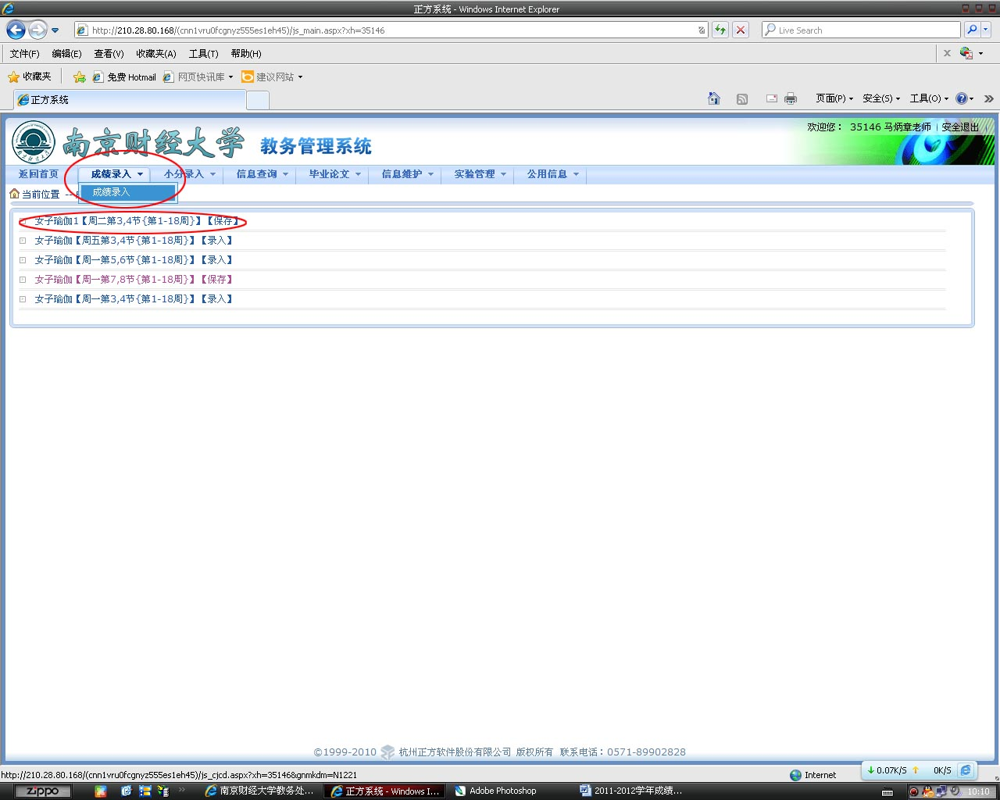 正方系统 - Windows Internet Explorer
http://210.28.80.168/(cnn1vru0fcgnyz555es1eh45)/js_main.aspx?xh=35146
Live Search
文件(F) 编辑(E) 查看(V) 收藏夹(A) 工具(T) 帮助(H)
收藏夹 免费 Hotmail 网页快讯库 建议网站
正方系统
页面(P) 安全(S) 工具(O)
欢迎您： 35146 马炳章老师 安全退出
南京财经大学 教务管理系统
返回首页 成绩录入 小分录入 信息查询 毕业论文 信息维护 实验管理 公用信息
成绩录入
当前位置 --
女子瑜伽1【周二第3,4节{第1-18周}】【保存】
女子瑜伽【周五第3,4节{第1-18周}】【录入】
女子瑜伽【周一第5,6节{第1-18周}】【录入】
女子瑜伽【周一第7,8节{第1-18周}】【保存】
女子瑜伽【周一第3,4节{第1-18周}】【录入】
©1999-2010 杭州正方软件股份有限公司 版权所有 联系电话：0571-89902828
http://210.28.80.168/(cnn1vru0fcgnyz555es1eh45)/js_cjcd.aspx?xh=35146&gnmkdm=N1221
Internet
0.07K/S 0K/S
zippo
南京财经大学教务处...
正方系统 - Windows I...
Adobe Photoshop
2011-2012学年成绩...
10:10